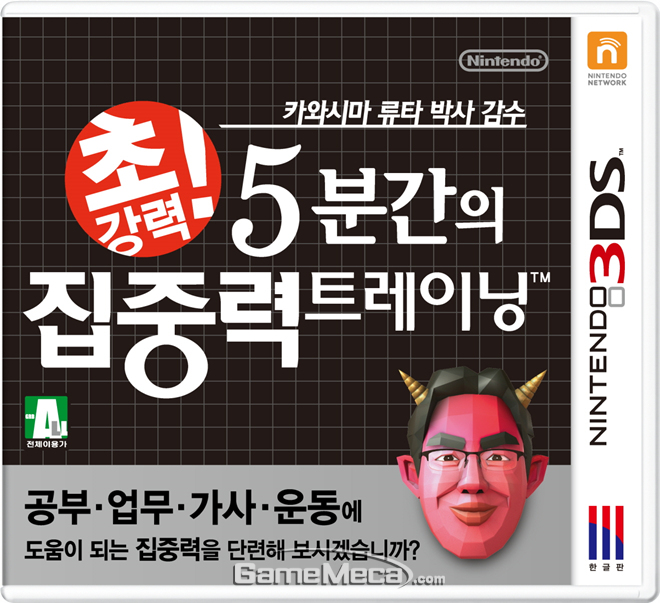 Nintendo
NINTENDO
NETWORK
카와시마 류타 박사 감수
초!
강력
5분간의
집중력 트레이닝™
NINTENDO3DS™
ALL
전체이용가
공부·업무·가사·운동에
도움이 되는 집중력을 단련해 보시겠습니까?
한글판
GameMeca.com